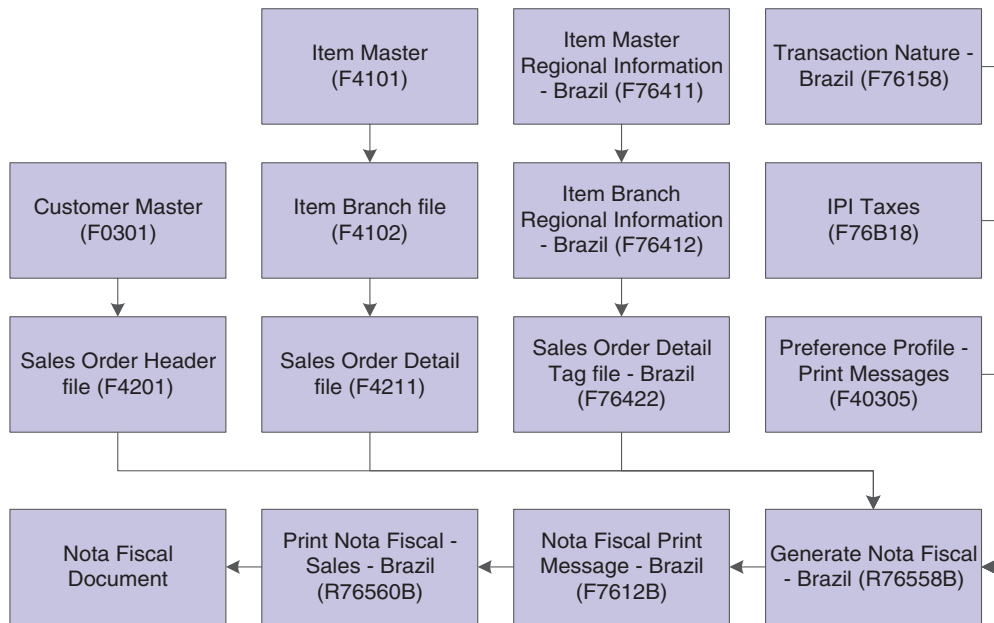 Item Master
(F4101)
Item Master
Regional Information
- Brazil (F76411)
Transaction Nature -
Brazil (F76158)
Customer Master
(F0301)
Item Branch file
(F4102)
Item Branch
Regional Information
- Brazil (F76412)
IPI Taxes
(F76B18)
Sales Order Header
file (F4201)
Sales Order Detail
file (F4211)
Sales Order Detail
Tag file - Brazil
(F76422)
Preference Profile -
Print Messages
(F40305)
Nota Fiscal
Document
Print Nota Fiscal -
Sales - Brazil
(R76560B)
Nota Fiscal Print
Message - Brazil
(F7612B)
Generate Nota Fiscal
- Brazil (R76558B)